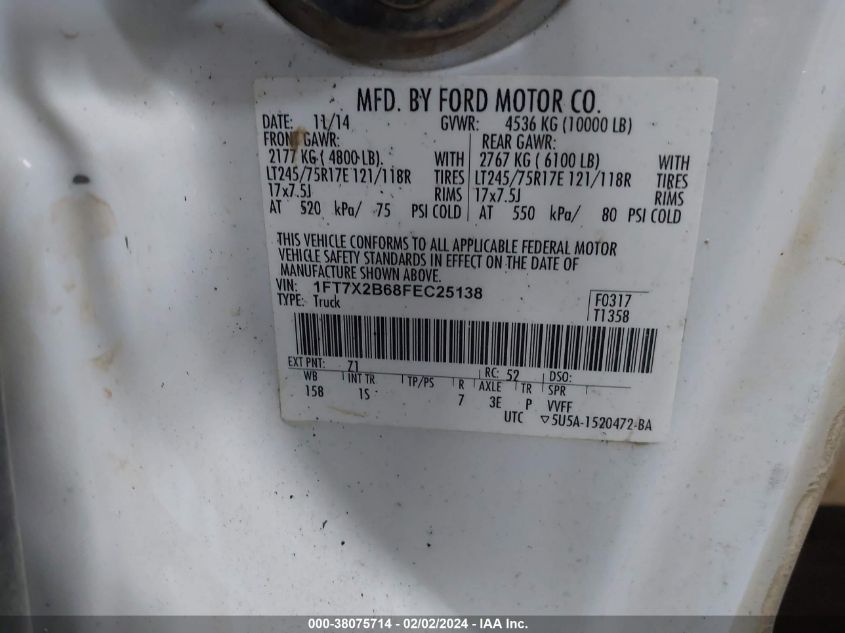 MFD. BY FORD MOTOR CO.
DATE: 11/14 GVWR: 4536 KG (10000 LB)
FRONT GAWR: REAR GAWR:
2177 KG ( 4800 LB). WITH 2767 KG ( 6100 LB) WITH
LT245/75R17E 121/118R TIRES LT245/75R17E 121/118R TIRES
17x7.5J RIMS 17x7.5J RIMS
AT 520 kPa/ 75 PSI COLD AT 550 kPa/ 80 PSI COLD
THIS VEHICLE CONFORMS TO ALL APPLICABLE FEDERAL MOTOR
VEHICLE SAFETY STANDARDS IN EFFECT ON THE DATE OF
MANUFACTURE SHOWN ABOVE.
VIN: 1FT7X2B68FEC25138 F0317
TYPE: Truck T1358
EXT PNT: Z1 RC: 52 DSO:
WB INT TR TP/PS R AXLE TR SPR
158 1S 7 3E P VVFF
UTC ▽5U5A-1520472-BA
000-38075714 - 02/02/2024 - IAA Inc.